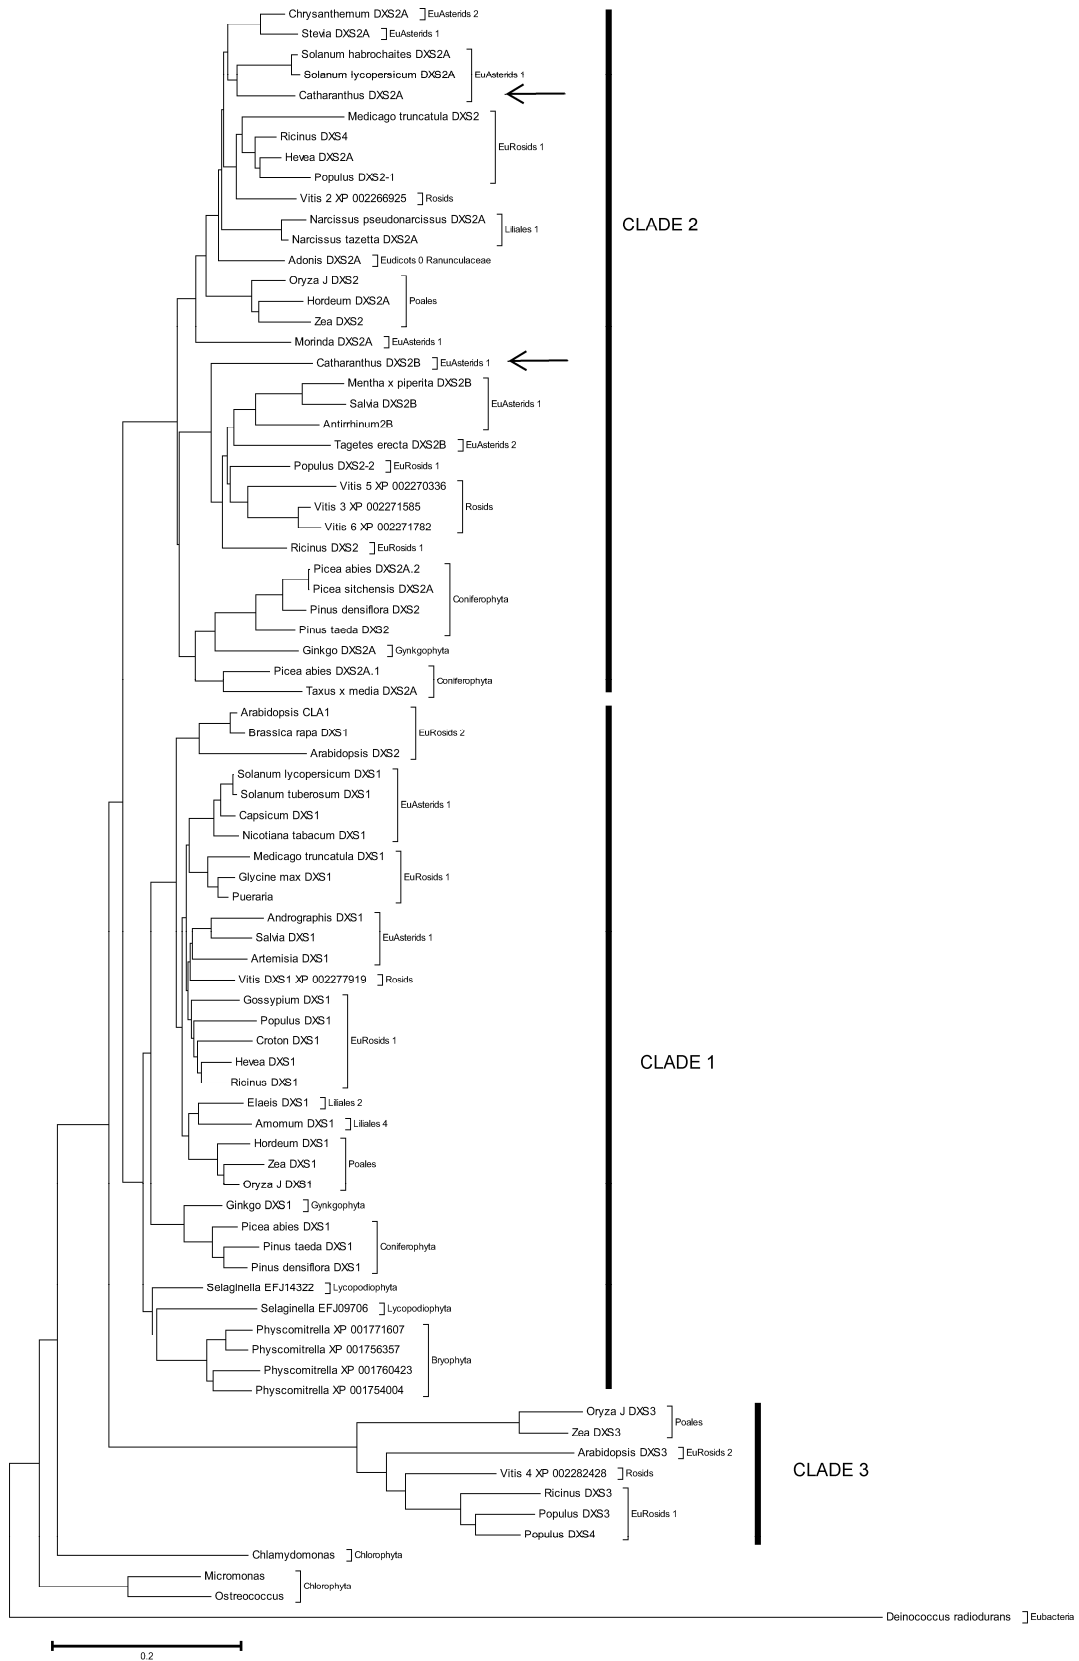 Chrysanthemum DXS2A EuAsterids 2
Stevia DXS2A EuAsterids 1
Solanum habrochaites DXS2A
Solanum lycopersicum DXS2A EuAsterids 1
Catharanthus DXS2A
Medicago truncatula DXS2
Ricinus DXS4
EuRosids 1
Hevea DXS2A
Populus DXS2-1
Vitis 2 XP 002266925 Rosids
Narcissus pseudonarcissus DXS2A
Liliales 1
CLADE 2
Narcissus tazetta DXS2A
Adonis DXS2A Eudicots 0 Ranunculaceae
Oryza J DXS2
Hordeum DXS2A Poales
Zea DXS2
Morinda DXS2A EuAsterids 1
Catharanthus DXS2B EuAsterids 1
Mentha x piperita DXS2B
Salvia DXS2B EuAsterids 1
Antirrhinum2B
Tagetes erecta DXS2B EuAsterids 2
Populus DXS2-2 EuRosids 1
Vitis 5 XP 002270336
Vitis 3 XP 002271585 Rosids
Vitis 6 XP 002271782
Ricinus DXS2 EuRosids 1
Picea abies DXS2A.2
Picea sitchensis DXS2A
Coniferophyta
Pinus densiflora DXS2
Pinus taeda DXS2
Ginkgo DXS2A Gynkgophyta
Picea abies DXS2A.1
Coniferophyta
Taxus x media DXS2A
Arabidopsis CLA1
Brassica rapa DXS1 EuRosids 2
Arabidopsis DXS2
Solanum lycopersicum DXS1
Solanum tuberosum DXS1
EuAsterids 1
Capsicum DXS1
Nicotiana tabacum DXS1
Medicago truncatula DXS1
Glycine max DXS1 EuRosids 1
Pueraria
Andrographis DXS1
Salvia DXS1 EuAsterids 1
Artemisia DXS1
Vitis DXS1 XP 002277919 Rosids
Gossypium DXS1
Populus DXS1
Croton DXS1 EuRosids 1
Hevea DXS1
CLADE 1
Ricinus DXS1
Elaeis DXS1 Liliales 2
Amomum DXS1 Liliales 4
Hordeum DXS1
Zea DXS1 Poales
Oryza J DXS1
Ginkgo DXS1 Gynkgophyta
Picea abies DXS1
Pinus taeda DXS1 Coniferophyta
Pinus densiflora DXS1
Selaginella EFJ14322 Lycopodiophyta
Selaginella EFJ09706 Lycopodiophyta
Physcomitrella XP 001771607
Physcomitrella XP 001756357
Bryophyta
Physcomitrella XP 001760423
Physcomitrella XP 001754004
Oryza J DXS3
Poales
Zea DXS3
Arabidopsis DXS3 EuRosids 2
Vitis 4 XP 002282428 Rosids
CLADE 3
Ricinus DXS3
Populus DXS3 EuRosids 1
Populus DXS4
Chlamydomonas Chlorophyta
Micromonas
Chlorophyta
Ostreococcus
Deinococcus radiodurans Eubacteria
0.2